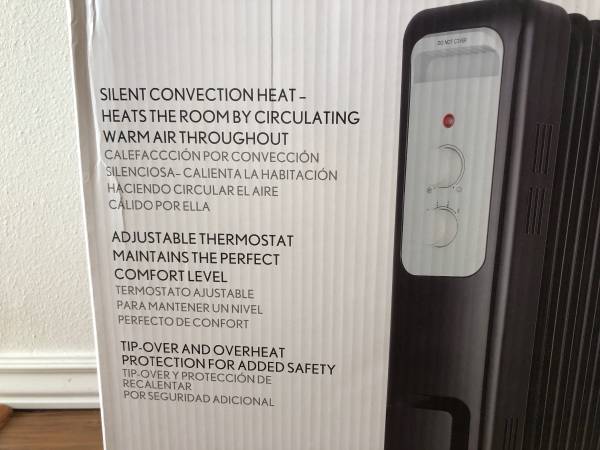 SILENT CONVECTION HEAT –
HEATS THE ROOM BY CIRCULATING
WARM AIR THROUGHOUT
CALEFACCCIÓN POR CONVECCIÓN
SILENCIOSA– CALIENTA LA HABITACIÓN
HACIENDO CIRCULAR EL AIRE
CÁLIDO POR ELLA
ADJUSTABLE THERMOSTAT
MAINTAINS THE PERFECT
COMFORT LEVEL
TERMOSTATO AJUSTABLE
PARA MANTENER UN NIVEL
PERFECTO DE CONFORT
TIP-OVER AND OVERHEAT
PROTECTION FOR ADDED SAFETY
TIP-OVER Y PROTECCIÓN DE
RECALENTAR
POR SEGURIDAD ADICIONAL
DO NOT COVER